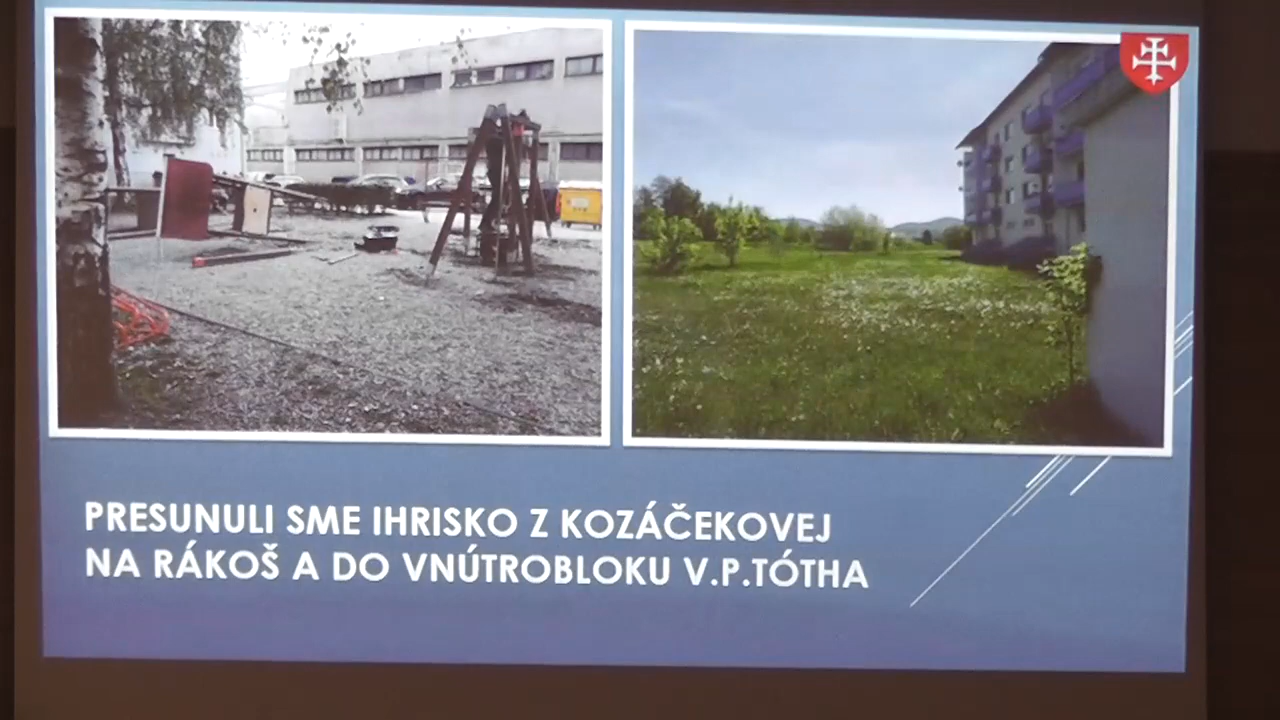 PRESUNULI SME IHRISKO Z KOZÁČEKOVEJ
NA RÁKOŠ A DO VNÚTROBLOKU V.P.TÓTHA